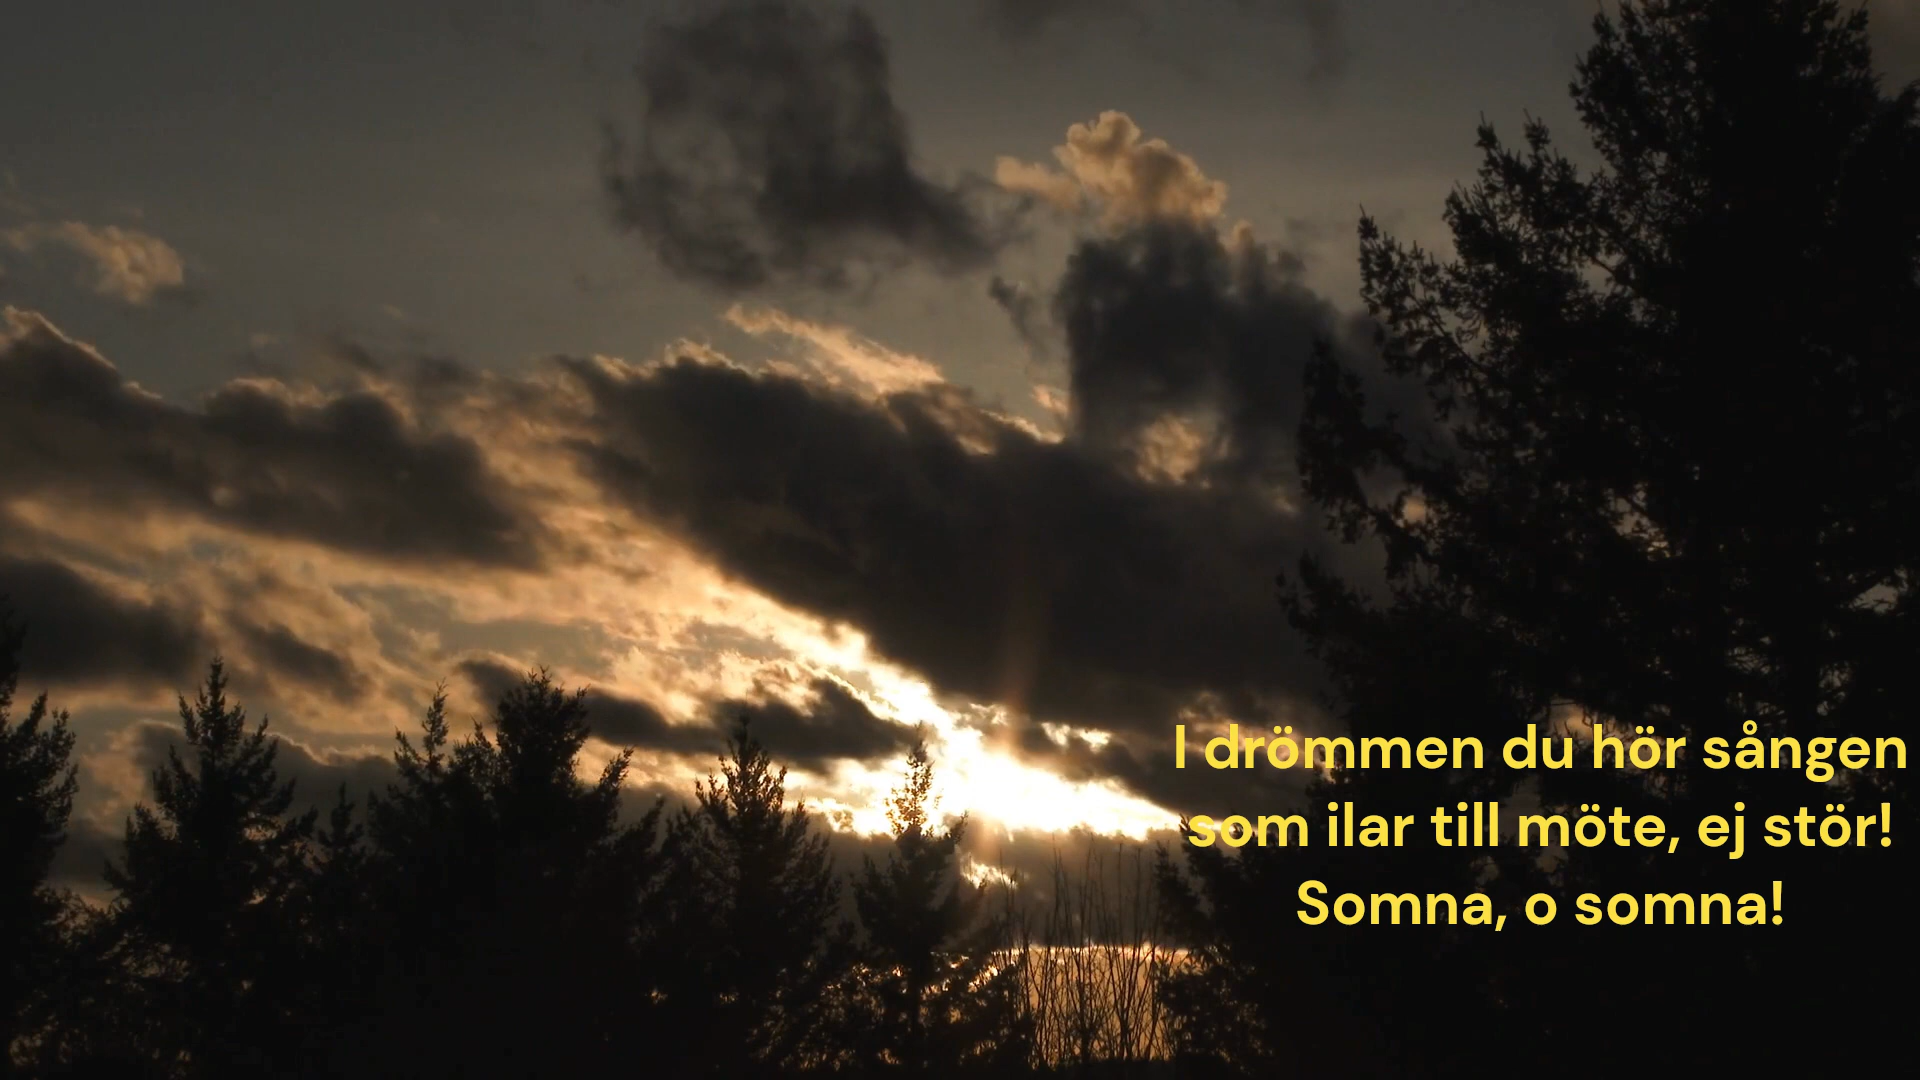 I drömmen du hör sången
som ilar till möte, ej stör!
Somna, o somna!